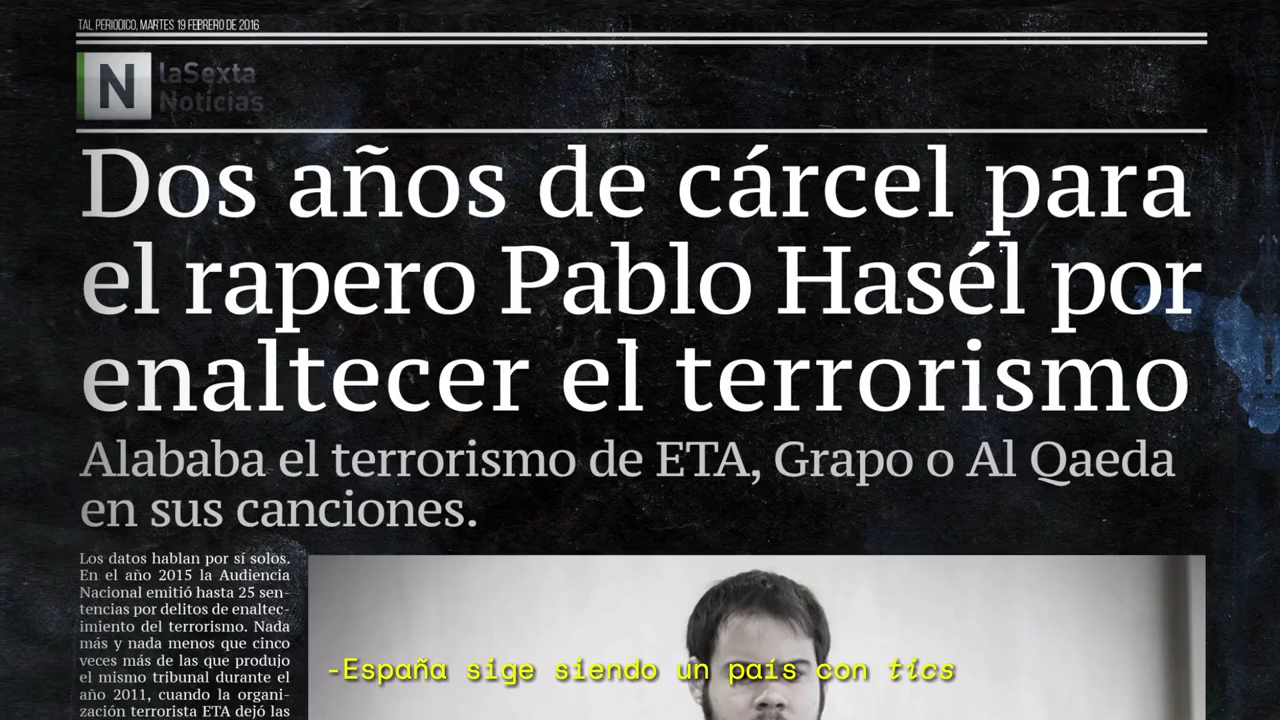 TAL PERIODICO, MARTES 19 FEBRERO DE 2016
N laSexta
Noticias
Dos años de cárcel para
el rapero Pablo Hasél por
enaltecer el terrorismo
Alababa el terrorismo de ETA, Grapo o Al Qaeda
en sus canciones.
Los datos hablan por sí solos.
En el año 2015 la Audiencia
Nacional emitió hasta 25 sen-
tencias por delitos de enaltec-
imiento del terrorismo. Nada
más y nada menos que cinco
veces más de las que produjo
el mismo tribunal durante el
año 2011, cuando la organi-
zación terrorista ETA dejó las
-España sige siendo un país con tics